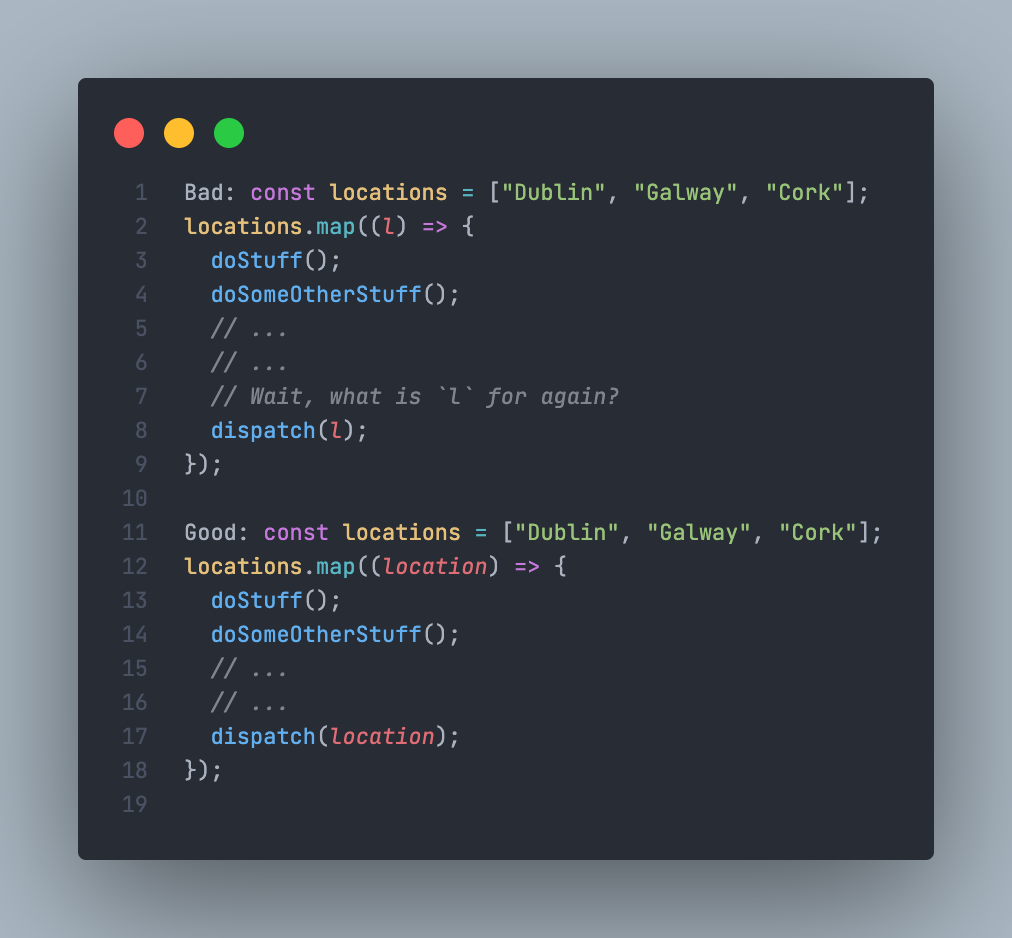 1 Bad: const locations = ["Dublin", "Galway", "Cork"];
2 locations.map((l) => {
3   doStuff();
4   doSomeOtherStuff();
5   // ...
6   // ...
7   // Wait, what is `l` for again?
8   dispatch(l);
9 });
10
11 Good: const locations = ["Dublin", "Galway", "Cork"];
12 locations.map((location) => {
13   doStuff();
14   doSomeOtherStuff();
15   // ...
16   // ...
17   dispatch(location);
18 });
19